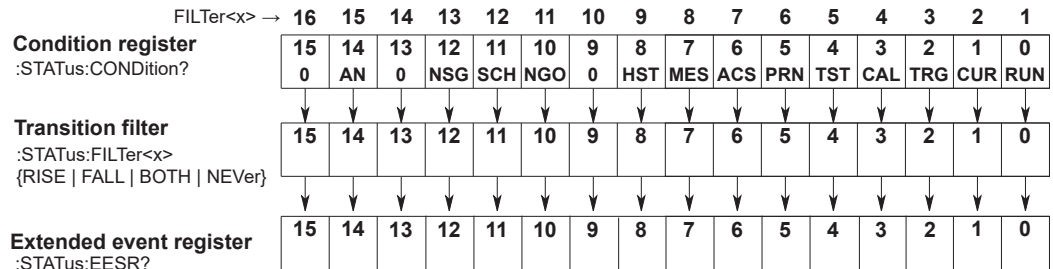 FILTer<x> → 16 15 14 13 12 11 10 9 8 7 6 5 4 3 2 1
Condition register 15 14 13 12 11 10 9 8 7 6 5 4 3 2 1 0
:STATus:CONDition? 0 AN 0 NSG SCH NGO 0 HST MES ACS PRN TST CAL TRG CUR RUN
Transition filter 15 14 13 12 11 10 9 8 7 6 5 4 3 2 1 0
:STATus:FILTer<x>
{RISE | FALL | BOTH | NEVer}
Extended event register 15 14 13 12 11 10 9 8 7 6 5 4 3 2 1 0
:STATus:EESR?